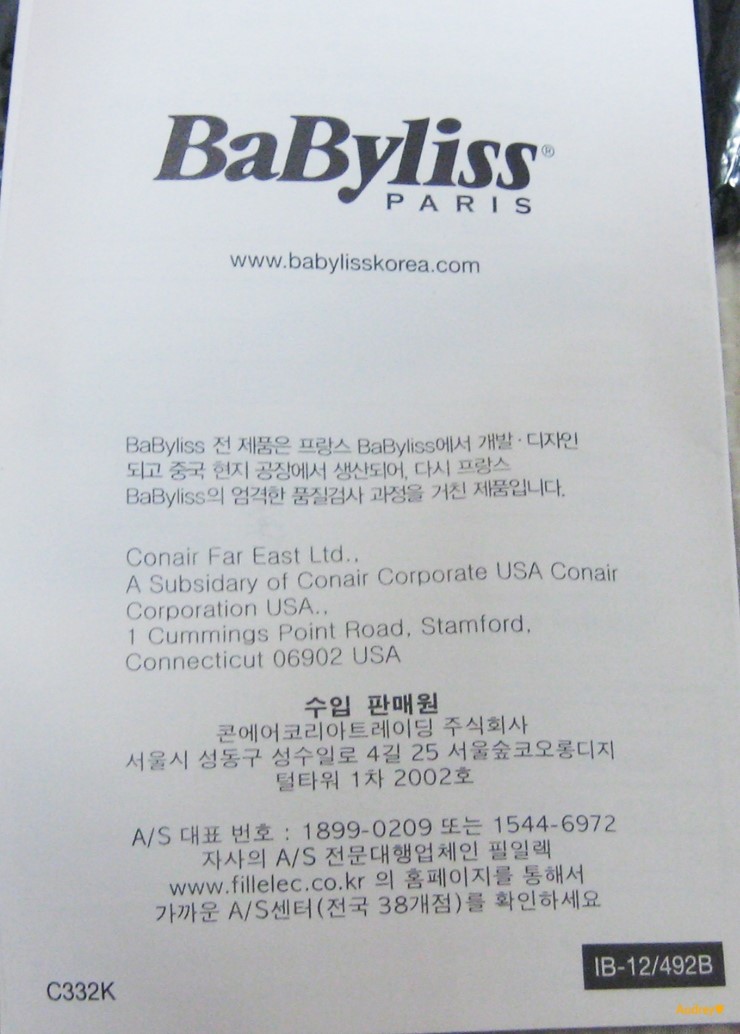 BaByliss®
PARIS
www.babylisskorea.com
BaByliss 전 제품은 프랑스 BaByliss에서 개발·디자인
되고 중국 현지 공장에서 생산되어, 다시 프랑스
BaByliss의 엄격한 품질검사 과정을 거친 제품입니다.
Conair Far East Ltd.,
A Subsidary of Conair Corporate USA Conair
Corporation USA.,
1 Cummings Point Road, Stamford,
Connecticut 06902 USA
수입 판매원
콘에어코리아트레이딩 주식회사
서울시 성동구 성수일로 4길 25 서울숲코오롱디지
털타워 1차 2002호
A/S 대표 번호 : 1899-0209 또는 1544-6972
자사의 A/S 전문대행업체인 필일렉
www.fillelec.co.kr 의 홈페이지를 통해서
가까운 A/S센터(전국 38개점)를 확인하세요
IB-12/492B
C332K